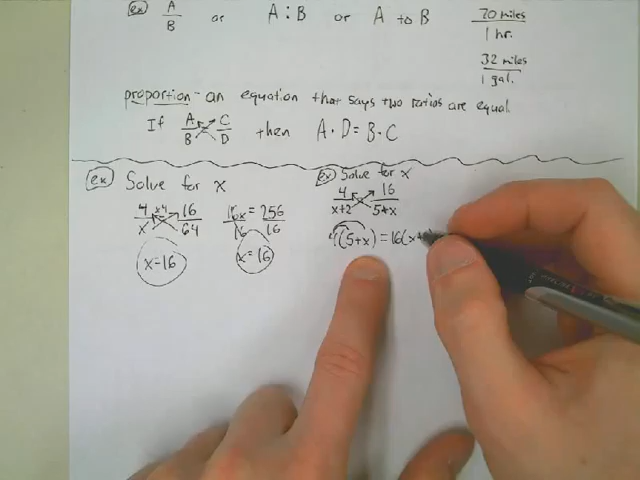 ex A/B or A : B or A to B 70 miles/1 hr.
32 miles/1 gal.
proportion - an equation that says two ratios are equal.
If A/B C/D then A · D = B · C
ex Solve for x
4/x x4 16/64 16x/16 = 256/16
x = 16 x = 16
ex Solve for x
4/x+2 16/5+x
4(5+x) = 16(x+